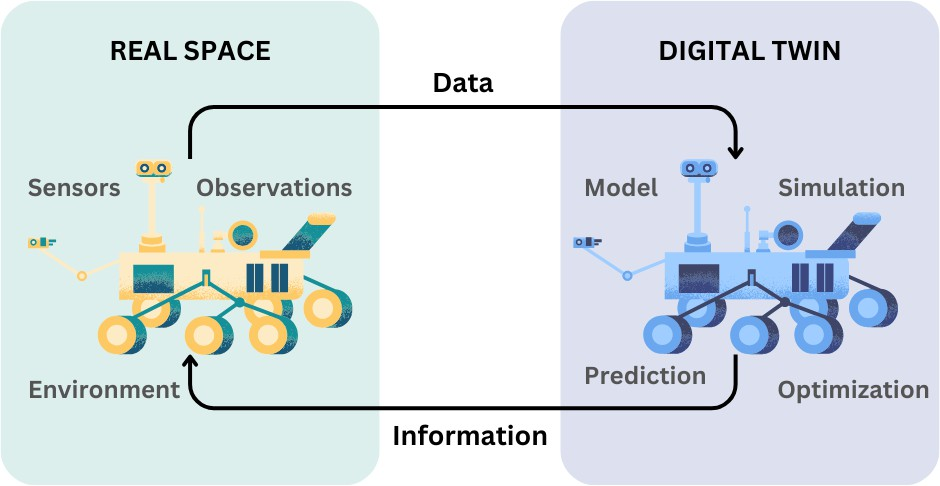 REAL SPACE
DIGITAL TWIN
Data
Sensors
Observations
Model
Simulation
Environment
Prediction
Optimization
Information